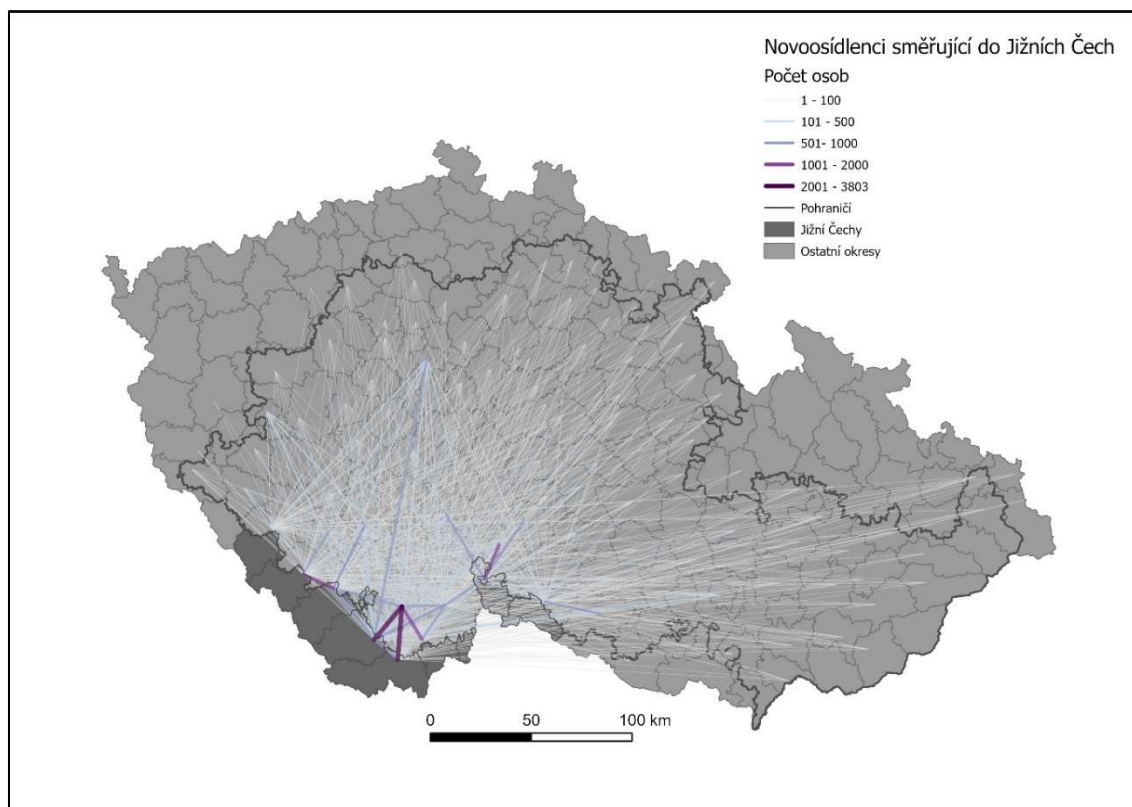 Novoosídlenci směřující do Jižních Čech
Počet osob
1 - 100
101 - 500
501- 1000
1001 - 2000
2001 - 3803
Pohraničí
Jižní Čechy
Ostatní okresy
0 50 100 km